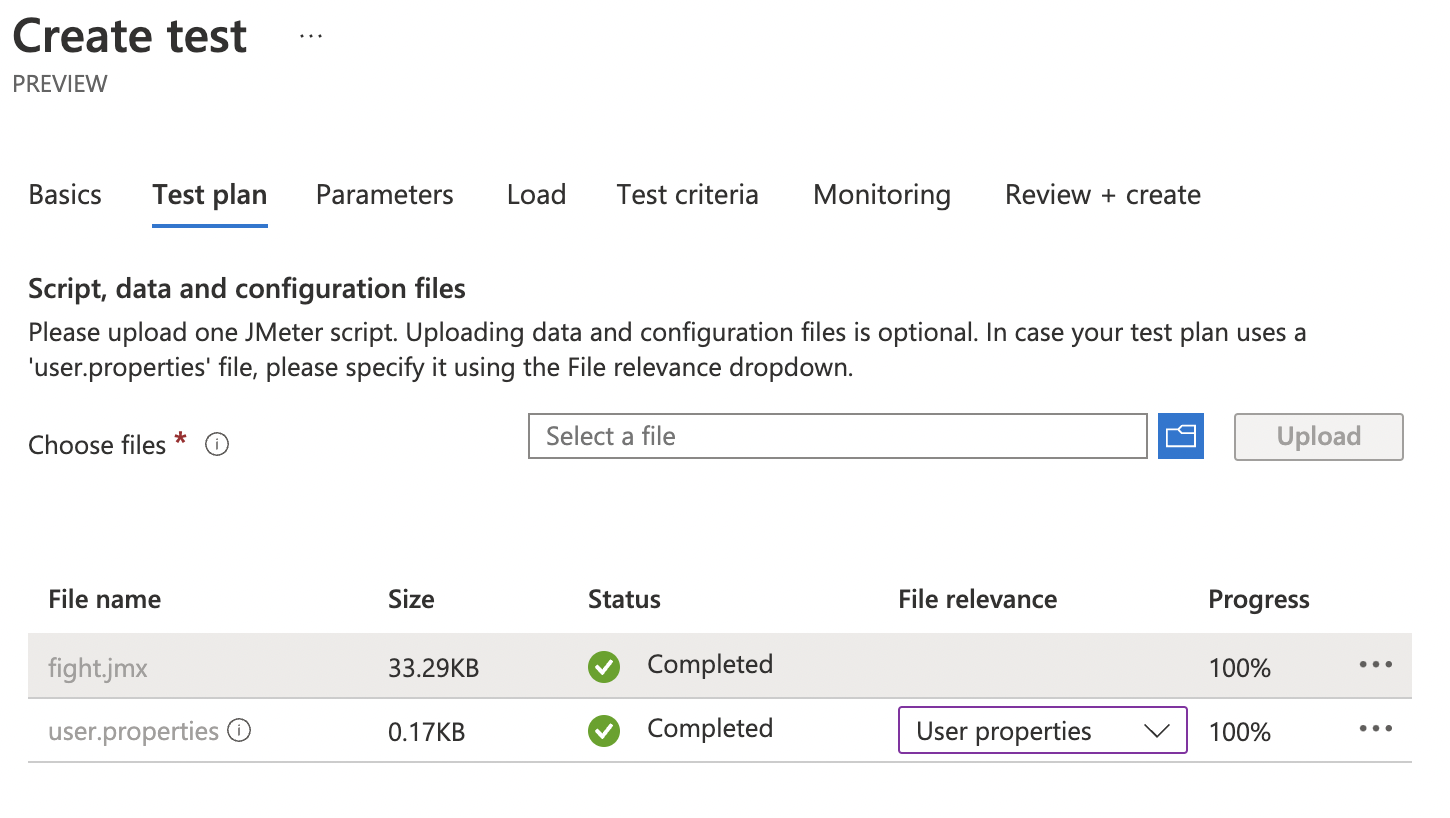 Create test ...
PREVIEW
Basics Test plan Parameters Load Test criteria Monitoring Review + create
Script, data and configuration files
Please upload one JMeter script. Uploading data and configuration files is optional. In case your test plan uses a
'user.properties' file, please specify it using the File relevance dropdown.
Choose files * Select a file Upload
File name Size Status File relevance Progress
fight.jmx 33.29KB Completed 100% ...
user.properties 0.17KB Completed User properties 100% ...